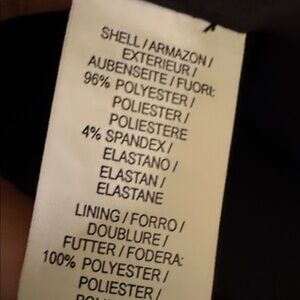 SHELL / ARMAZON /
EXTERIEUR /
AUBENSEITE / FUORI:
96% POLYESTER /
POLIESTER /
POLIESTERE
4% SPANDEX /
ELASTANO /
ELASTAN /
ELASTANE
LINING / FORRO /
DOUBLURE /
FUTTER / FODERA:
100% POLYESTER /
POLIESTER /